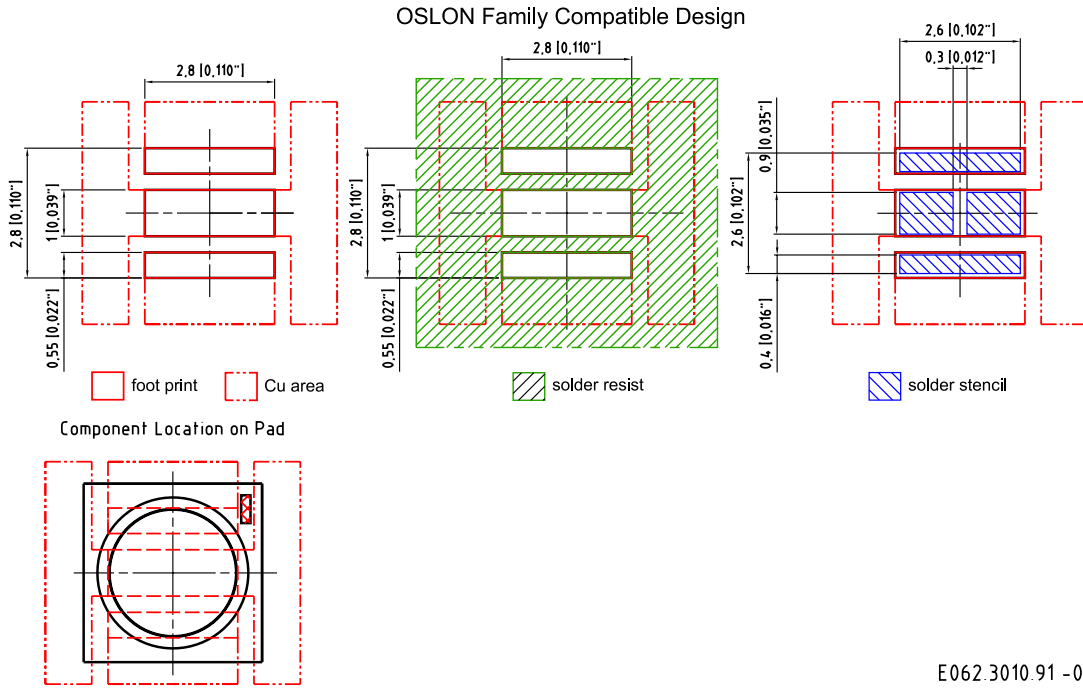 OSLON Family Compatible Design
2,8 [0,110"]
2,8 [0,110"]
1 [0,039"]
0,55 [0,022"]
2,8 [0,110"]
2,8 [0,110"]
1 [0,039"]
0,55 [0,022"]
2,6 [0,102"]
0,3 [0,012"]
0,9 [0,035"]
2,6 [0,102"]
0,4 [0,016"]
foot print
Cu area
solder resist
solder stencil
Component Location on Pad
E062.3010.91 -0